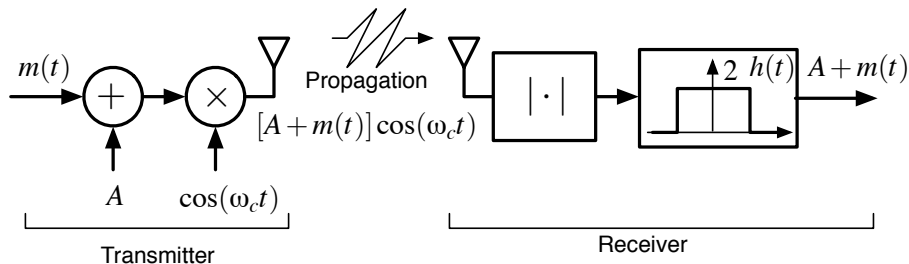 m(t)
+
A
×
cos(ω_c t)
Transmitter
Propagation
[A + m(t)] cos(ω_c t)
| · |
2 h(t)
A + m(t)
Receiver